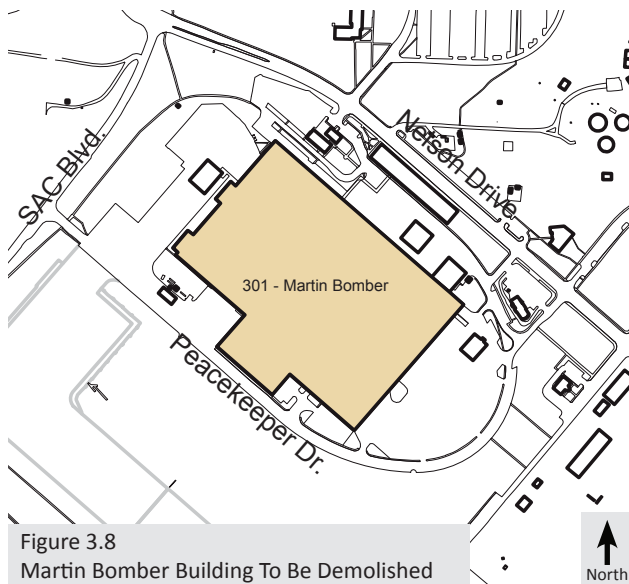 Nelson Drive
SAC Blvd.
301 - Martin Bomber
Peacekeeper Dr.
Figure 3.8
Martin Bomber Building To Be Demolished
North